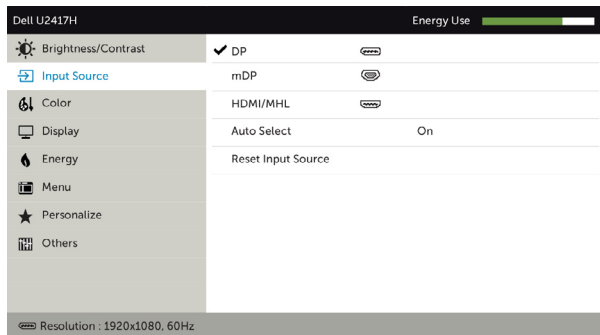 Dell U2417H Energy Use
Brightness/Contrast
Input Source
Color
Display
Energy
Menu
Personalize
Others
DP
mDP
HDMI/MHL
Auto Select On
Reset Input Source
Resolution : 1920x1080, 60Hz